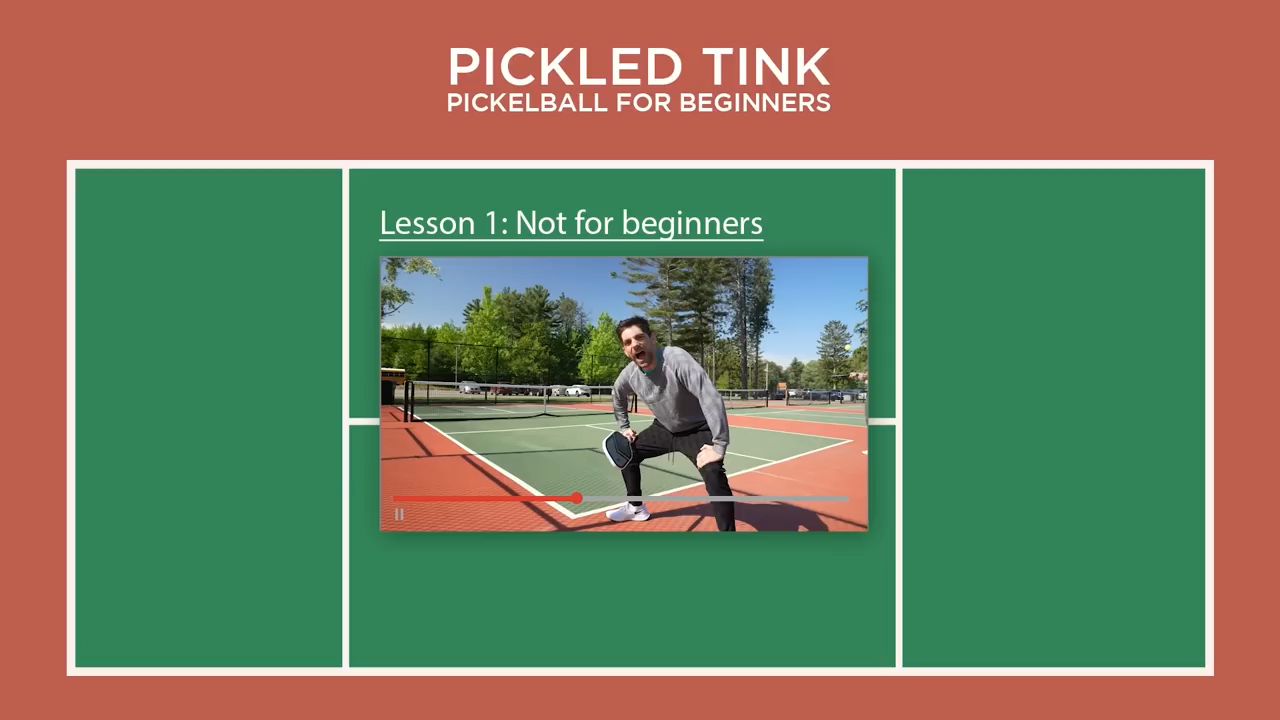 PICKLED TINK
PICKELBALL FOR BEGINNERS
Lesson 1: Not for beginners